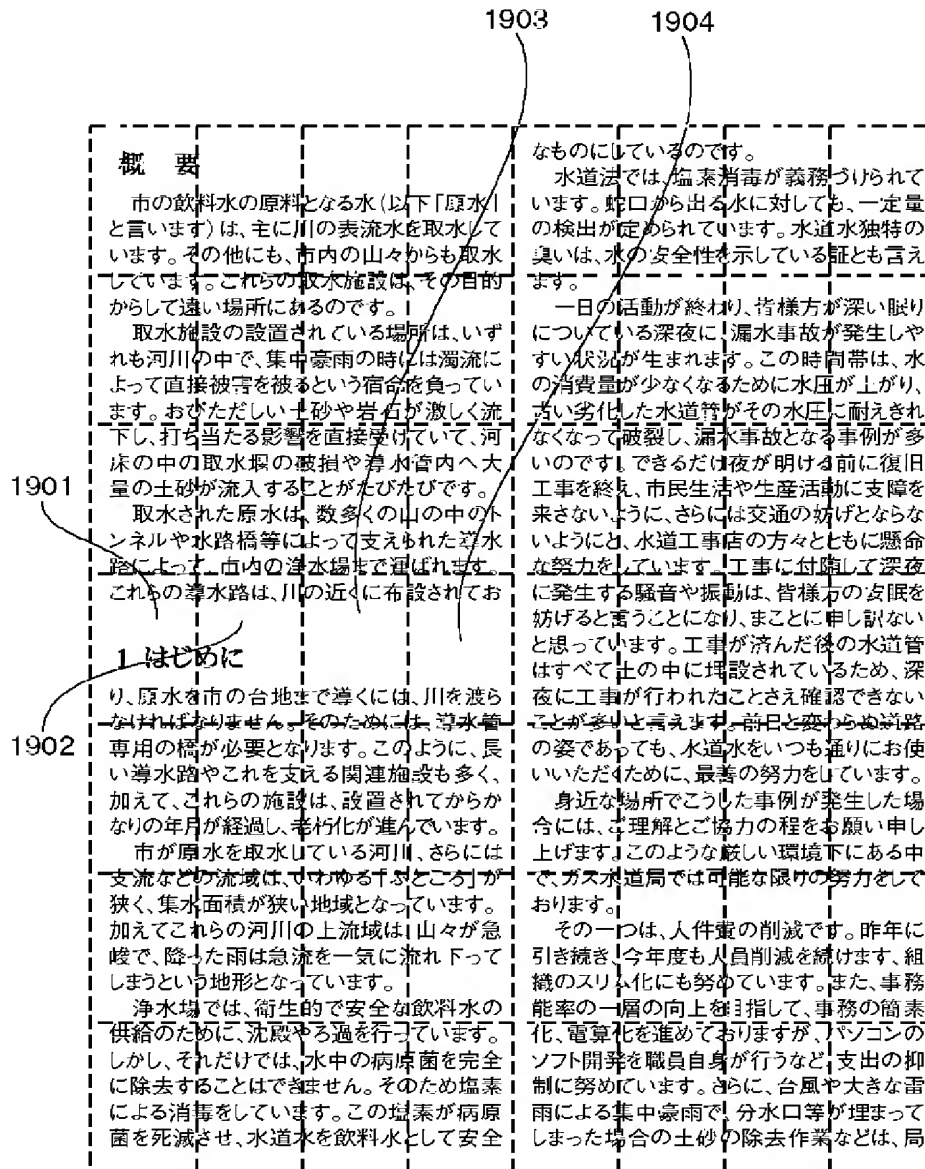 1903
1904
1901
1902
概　要
　市の飲料水の原料となる水(以下「原水」
と言います)は、主に川の表流水を取水して
います。その他にも、市内の山々からも取水
しています。これらの取水施設は、その目的
からして遠い場所にあるのです。
　取水施設の設置されている場所は、いず
れも河川の中で、集中豪雨の時には濁流に
よって直接被害を被るという宿命を負ってい
ます。おびただしい土砂や岩石が激しく流
下し、打ち当たる影響を直接受けていて、河
床の中の取水堰の破損や導水管内へ大
量の土砂が流入することがたびたびです。
　取水された原水は、数多くの山の中のト
ンネルや水路橋等によって支えられた導水
路によって、市内の浄水場まで運ばれます。
これらの導水路は、川の近くに布設されてお
1 はじめに
り、原水を市の台地まで導くには、川を渡ら
なければなりません。そのためには、導水管
専用の橋が必要となります。このように、長
い導水路やこれを支える関連施設も多く、
加えて、これらの施設は、設置されてからか
なりの年月が経過し、老朽化が進んでいます。
　市が原水を取水している河川、さらには
支流などの流域は、いわゆる「ふところ」が
狭く、集水面積が狭い地域となっています。
加えてこれらの河川の上流域は、山々が急
峻で、降った雨は急流を一気に流れ下って
しまうという地形となっています。
　浄水場では、衛生的で安全な飲料水の
供給のために、沈殿やろ過を行っています。
しかし、それだけでは、水中の病原菌を完全
に除去することはできません。そのため塩素
による消毒をしています。この塩素が病原
菌を死滅させ、水道水を飲料水として安全
なものにしているのです。
　水道法では、塩素消毒が義務づけられて
います。蛇口から出る水に対しても、一定量
の検出が定められています。水道水独特の
臭いは、水の安全性を示している証とも言え
ます。
　一日の活動が終わり、皆様方が深い眠り
についている深夜に、漏水事故が発生しや
すい状況が生まれます。この時間帯は、水
の消費量が少なくなるために水圧が上がり、
古い劣化した水道管がその水圧に耐えきれ
なくなって破裂し、漏水事故となる事例が多
いのです。できるだけ夜が明ける前に復旧
工事を終え、市民生活や生産活動に支障を
来さないように、さらには交通の妨げとならな
いようにと、水道工事店の方々とともに懸命
な努力をしています。工事に付随して深夜
に発生する騒音や振動は、皆様方の安眠を
妨げると言うことになり、まことに申し訳ない
と思っています。工事が済んだ後の水道管
はすべて土の中に埋設されているため、深
夜に工事が行われたことさえ確認できない
ことが多いと言えます。前日と変わらぬ道路
の姿であっても、水道水をいつも通りにお使
いいただくために、最善の努力をしています。
　身近な場所でこうした事例が発生した場
合には、ご理解とご協力の程をお願い申し
上げます。このような厳しい環境下にある中
で、ガス水道局では可能な限りの努力をして
おります。
　その一つは、人件費の削減です。昨年に
引き続き、今年度も人員削減を続けます、組
織のスリム化にも努めています。また、事務
能率の一層の向上を目指して、事務の簡素
化、電算化を進めておりますが、パソコンの
ソフト開発を職員自身が行うなど、支出の抑
制に努めています。さらに、台風や大きな雷
雨による集中豪雨で、分水口等が埋まって
しまった場合の土砂の除去作業などは、局